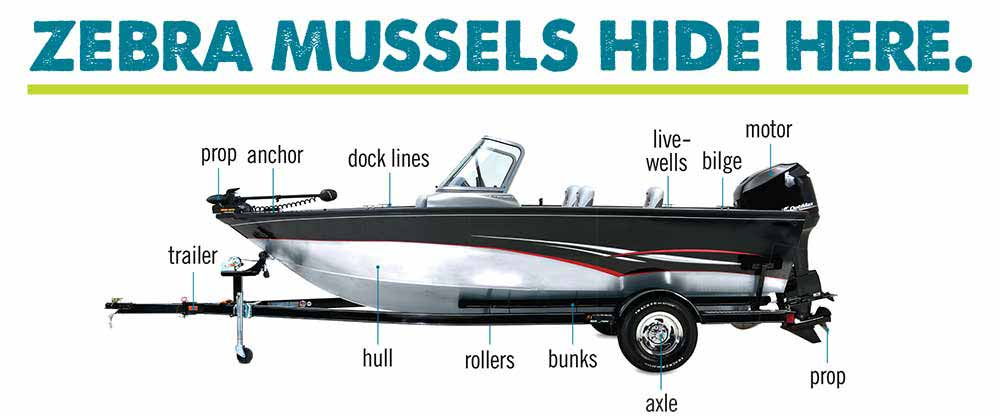 ZEBRA MUSSELS HIDE HERE.
prop anchor dock lines live-
wells bilge motor
trailer
hull rollers bunks
axle
prop